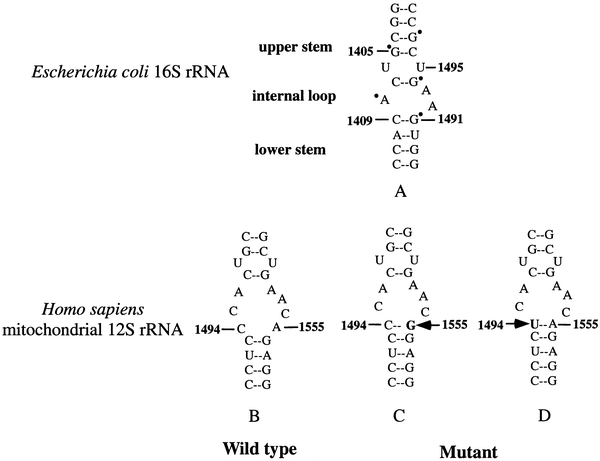 G--C
G--C
C--G
upper stem 1405 G--C
Escherichia coli 16S rRNA U U 1495
C--G
A
internal loop A A
1409 C--G 1491
A--U
lower stem C--G
C--G
A
C--G C--G C--G
G--C G--C G--C
U U U U U U
C--G C--G C--G
A A A A A A
Homo sapiens C A C A C A
C C C
mitochondrial 12S rRNA 1494 C A 1555 1494 C--G 1555 1494 U--A 1555
C--G C--G C--G
U--A U--A U--A
C--G C--G C--G
C--G C--G C--G
B C D
Wild type Mutant